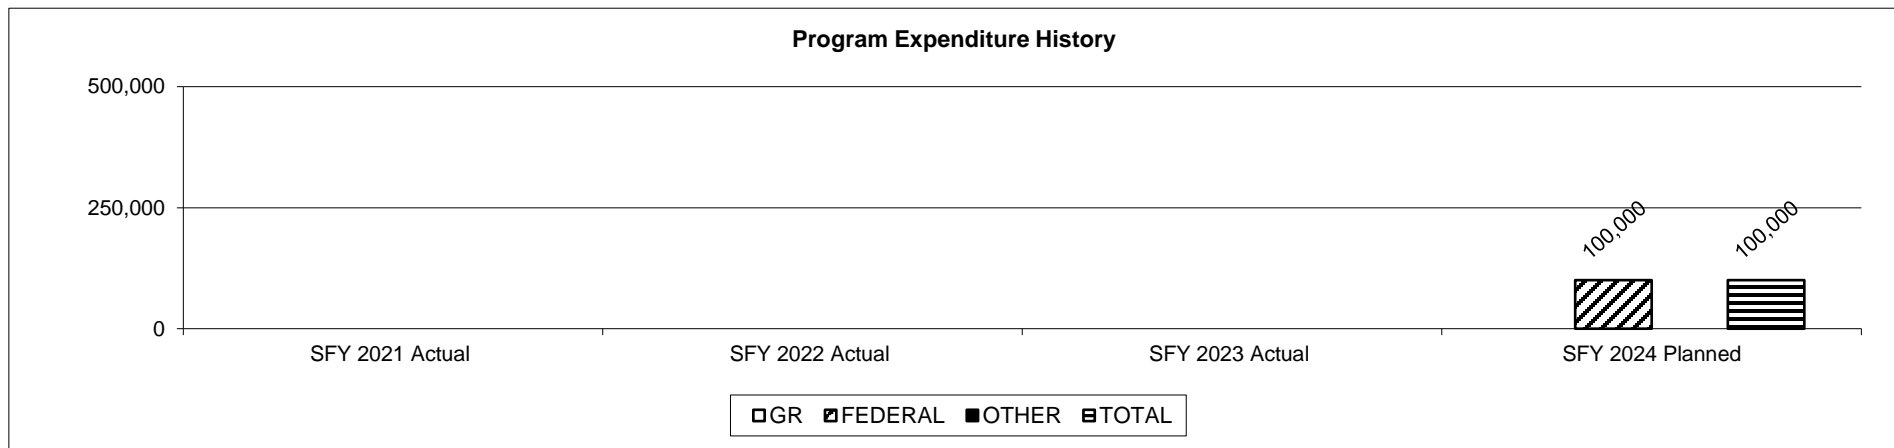 Program Expenditure History
500,000
250,000
0
100,000
100,000
SFY 2021 Actual
SFY 2022 Actual
SFY 2023 Actual
SFY 2024 Planned
GR FEDERAL OTHER TOTAL